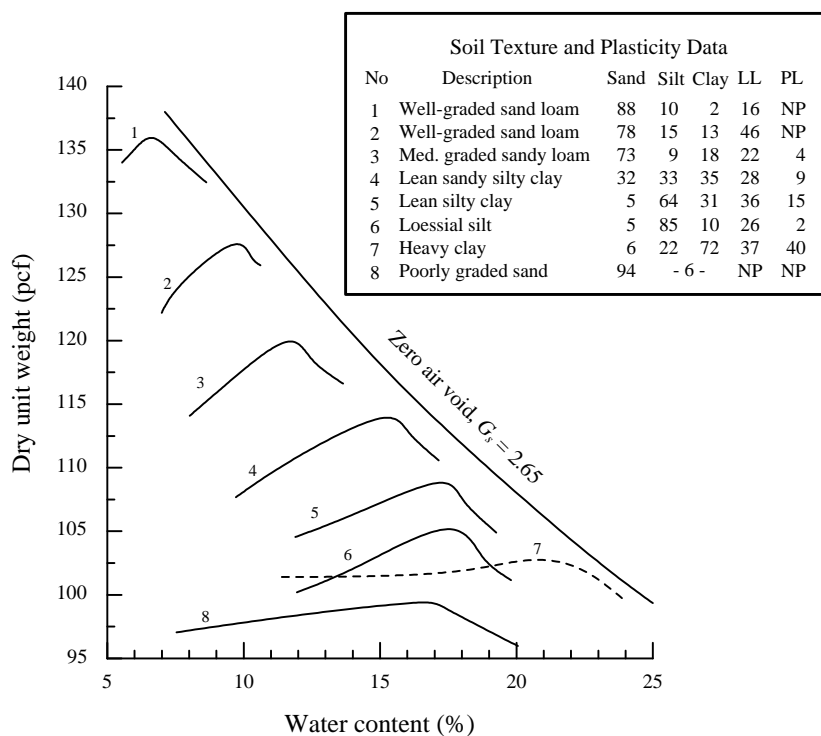 Soil Texture and Plasticity Data
No Description Sand Silt Clay LL PL
1 Well-graded sand loam 88 10 2 16 NP
2 Well-graded sand loam 78 15 13 46 NP
3 Med. graded sandy loam 73 9 18 22 4
4 Lean sandy silty clay 32 33 35 28 9
5 Lean silty clay 5 64 31 36 15
6 Loessial silt 5 85 10 26 2
7 Heavy clay 6 22 72 37 40
8 Poorly graded sand 94 - 6 - NP NP
140
135
130
125
120
115
110
105
100
95
Dry unit weight (pcf)
1
2
3
4
5
6
7
8
Zero air void, Gs = 2.65
5 10 15 20 25
Water content (%)